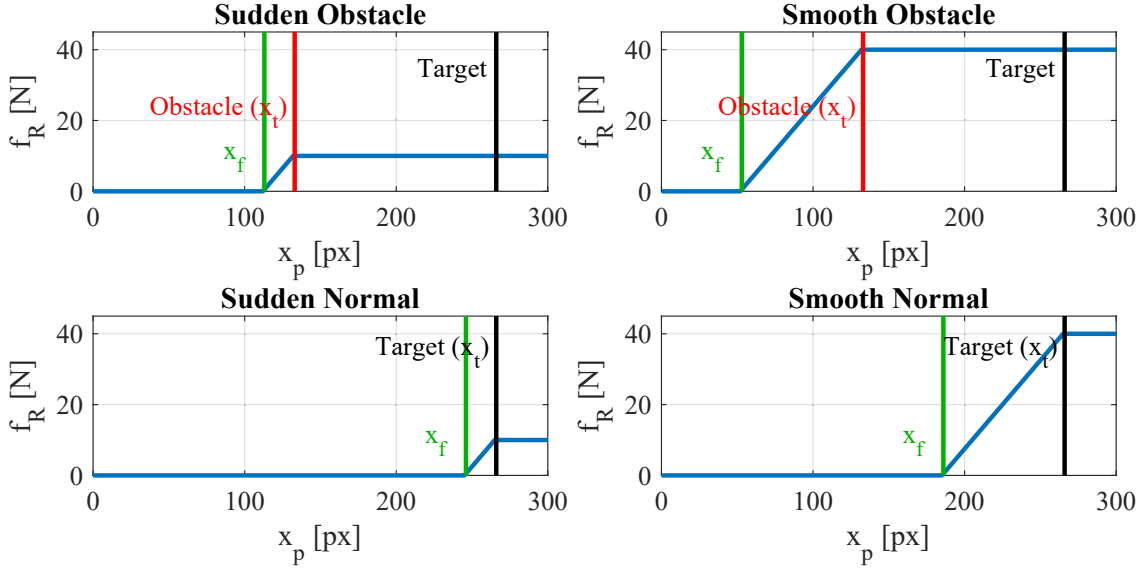 Sudden Obstacle
f_R [N]
40
20
0
Target
Obstacle (x_t)
x_f
0 100 200 300
x_p [px]
Smooth Obstacle
f_R [N]
40
20
0
Target
Obstacle (x_t)
x_f
0 100 200 300
x_p [px]
Sudden Normal
f_R [N]
40
20
0
Target (x_t)
x_f
0 100 200 300
x_p [px]
Smooth Normal
f_R [N]
40
20
0
Target (x_t)
x_f
0 100 200 300
x_p [px]